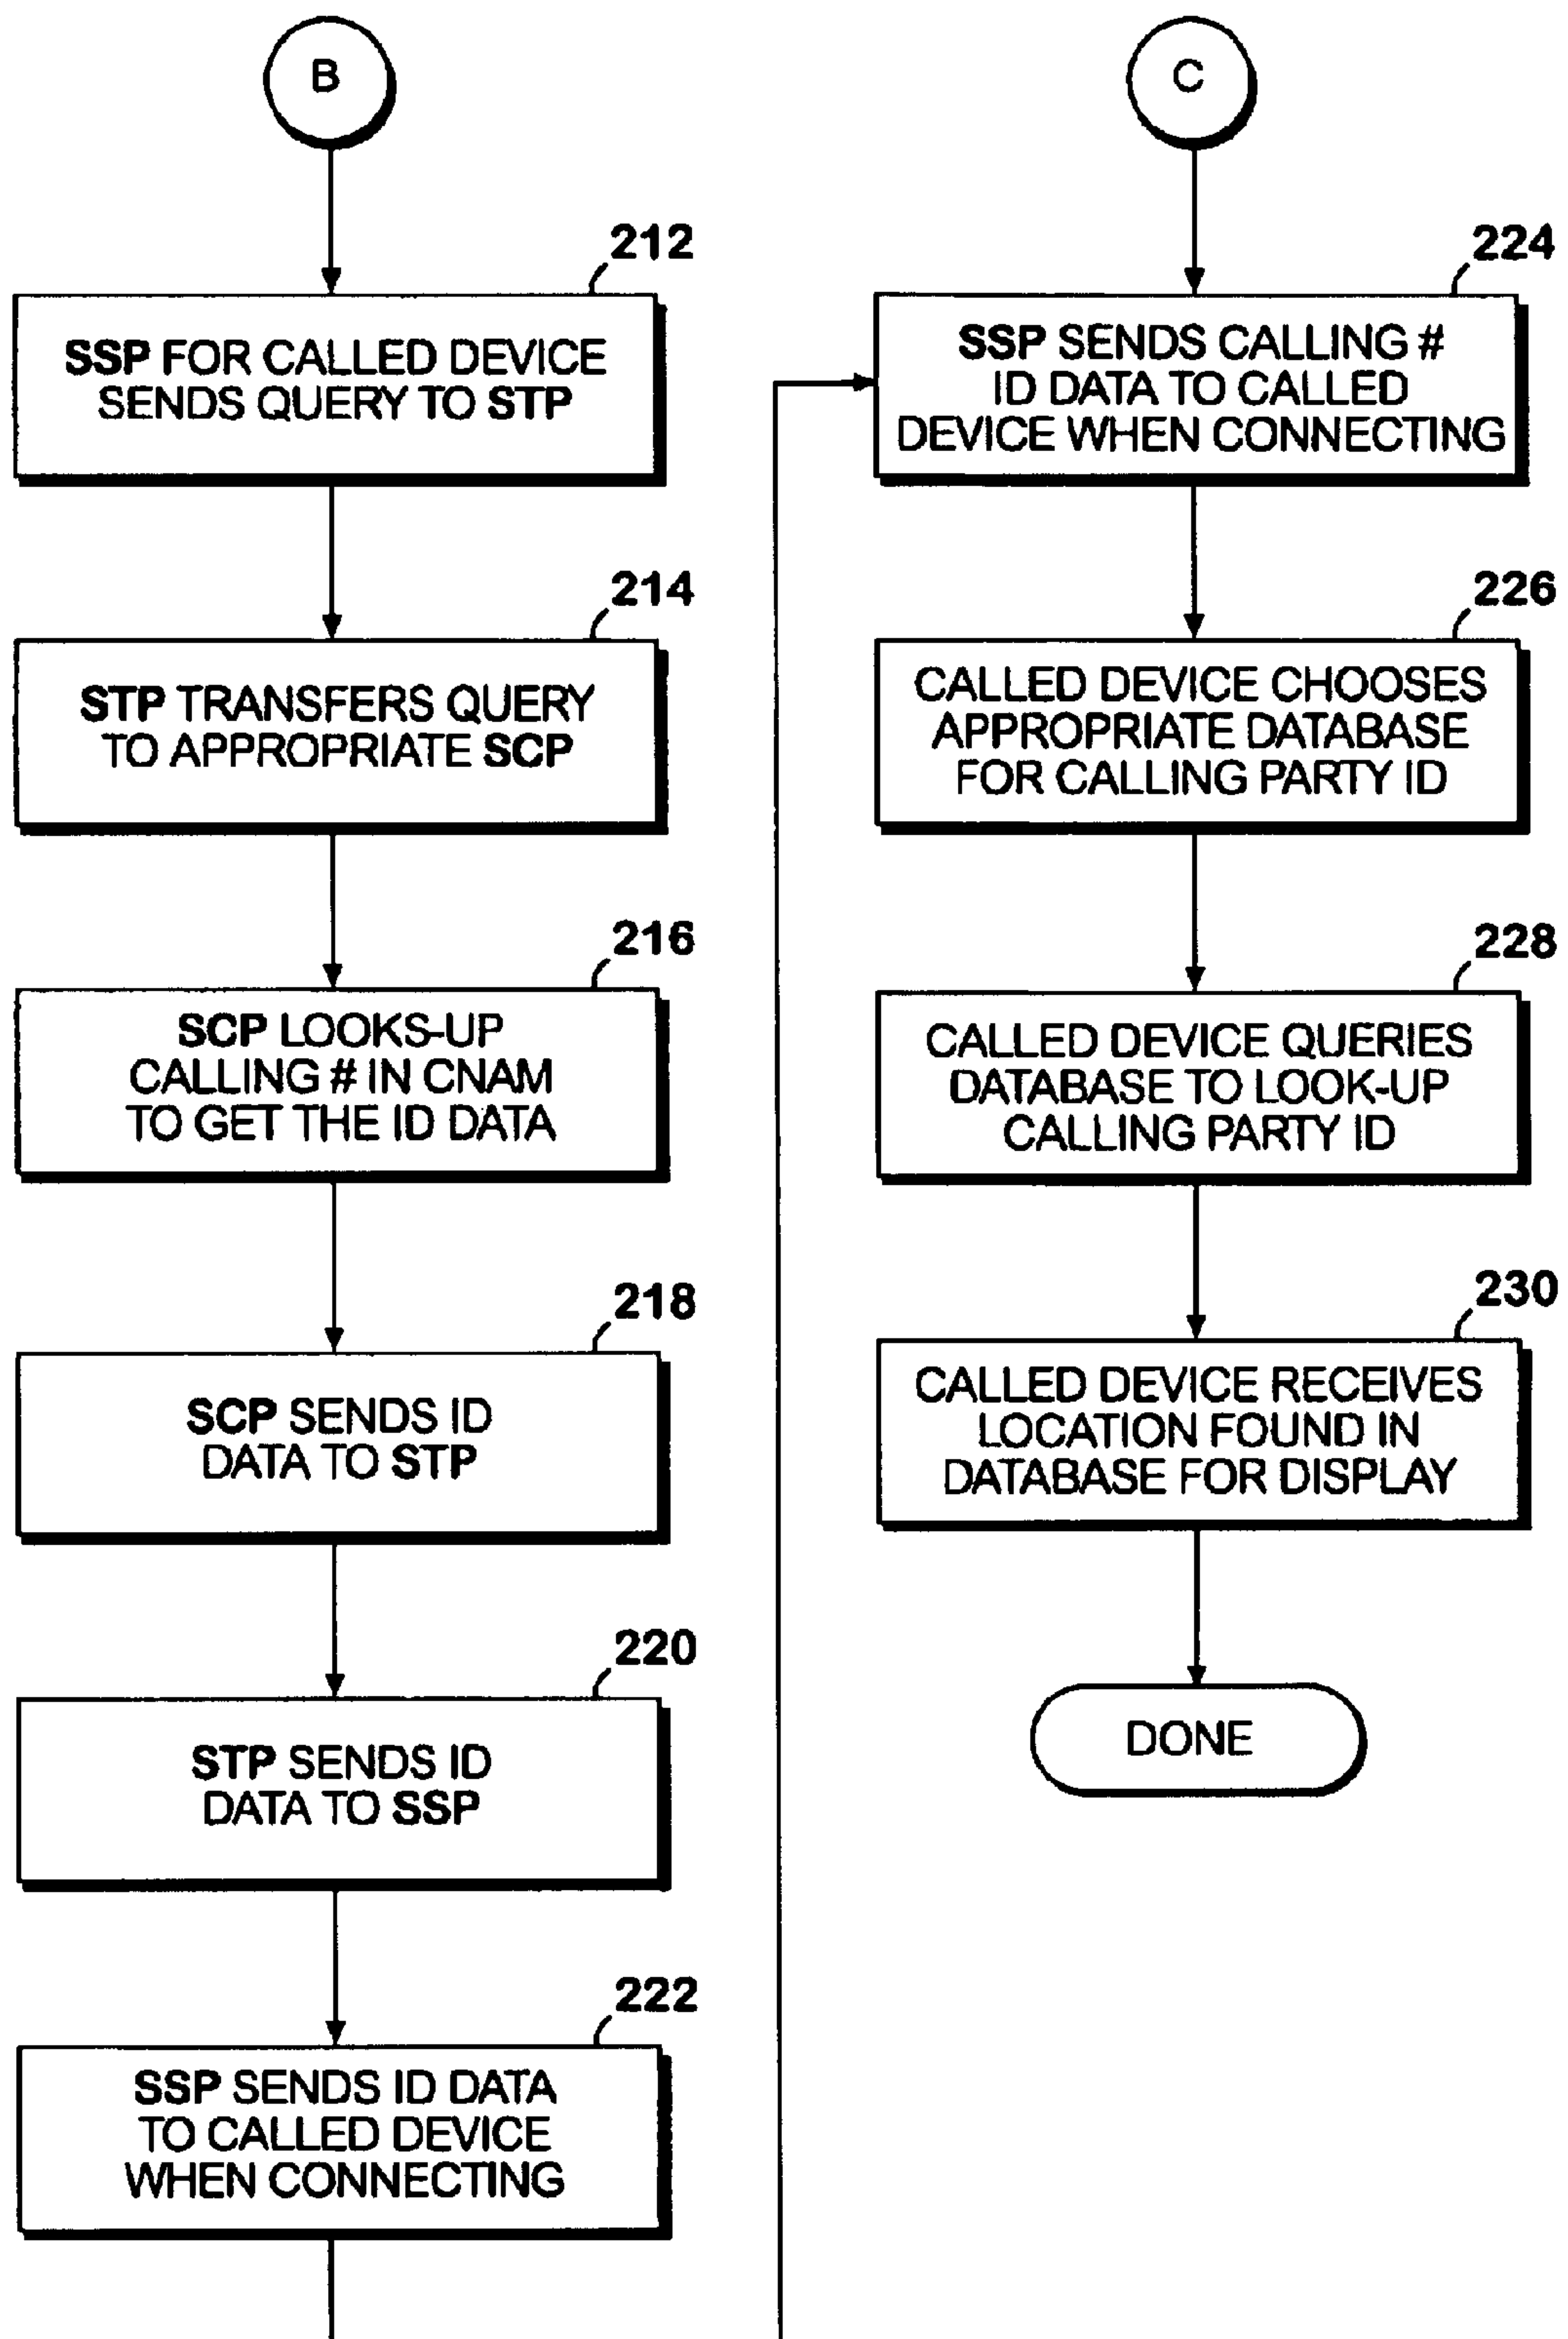 B
212
SSP FOR CALLED DEVICE
SENDS QUERY TO STP
214
STP TRANSFERS QUERY
TO APPROPRIATE SCP
216
SCP LOOKS-UP
CALLING # IN CNAM
TO GET THE ID DATA
218
SCP SENDS ID
DATA TO STP
220
STP SENDS ID
DATA TO SSP
222
SSP SENDS ID DATA
TO CALLED DEVICE
WHEN CONNECTING
C
224
SSP SENDS CALLING #
ID DATA TO CALLED
DEVICE WHEN CONNECTING
226
CALLED DEVICE CHOOSES
APPROPRIATE DATABASE
FOR CALLING PARTY ID
228
CALLED DEVICE QUERIES
DATABASE TO LOOK-UP
CALLING PARTY ID
230
CALLED DEVICE RECEIVES
LOCATION FOUND IN
DATABASE FOR DISPLAY
DONE